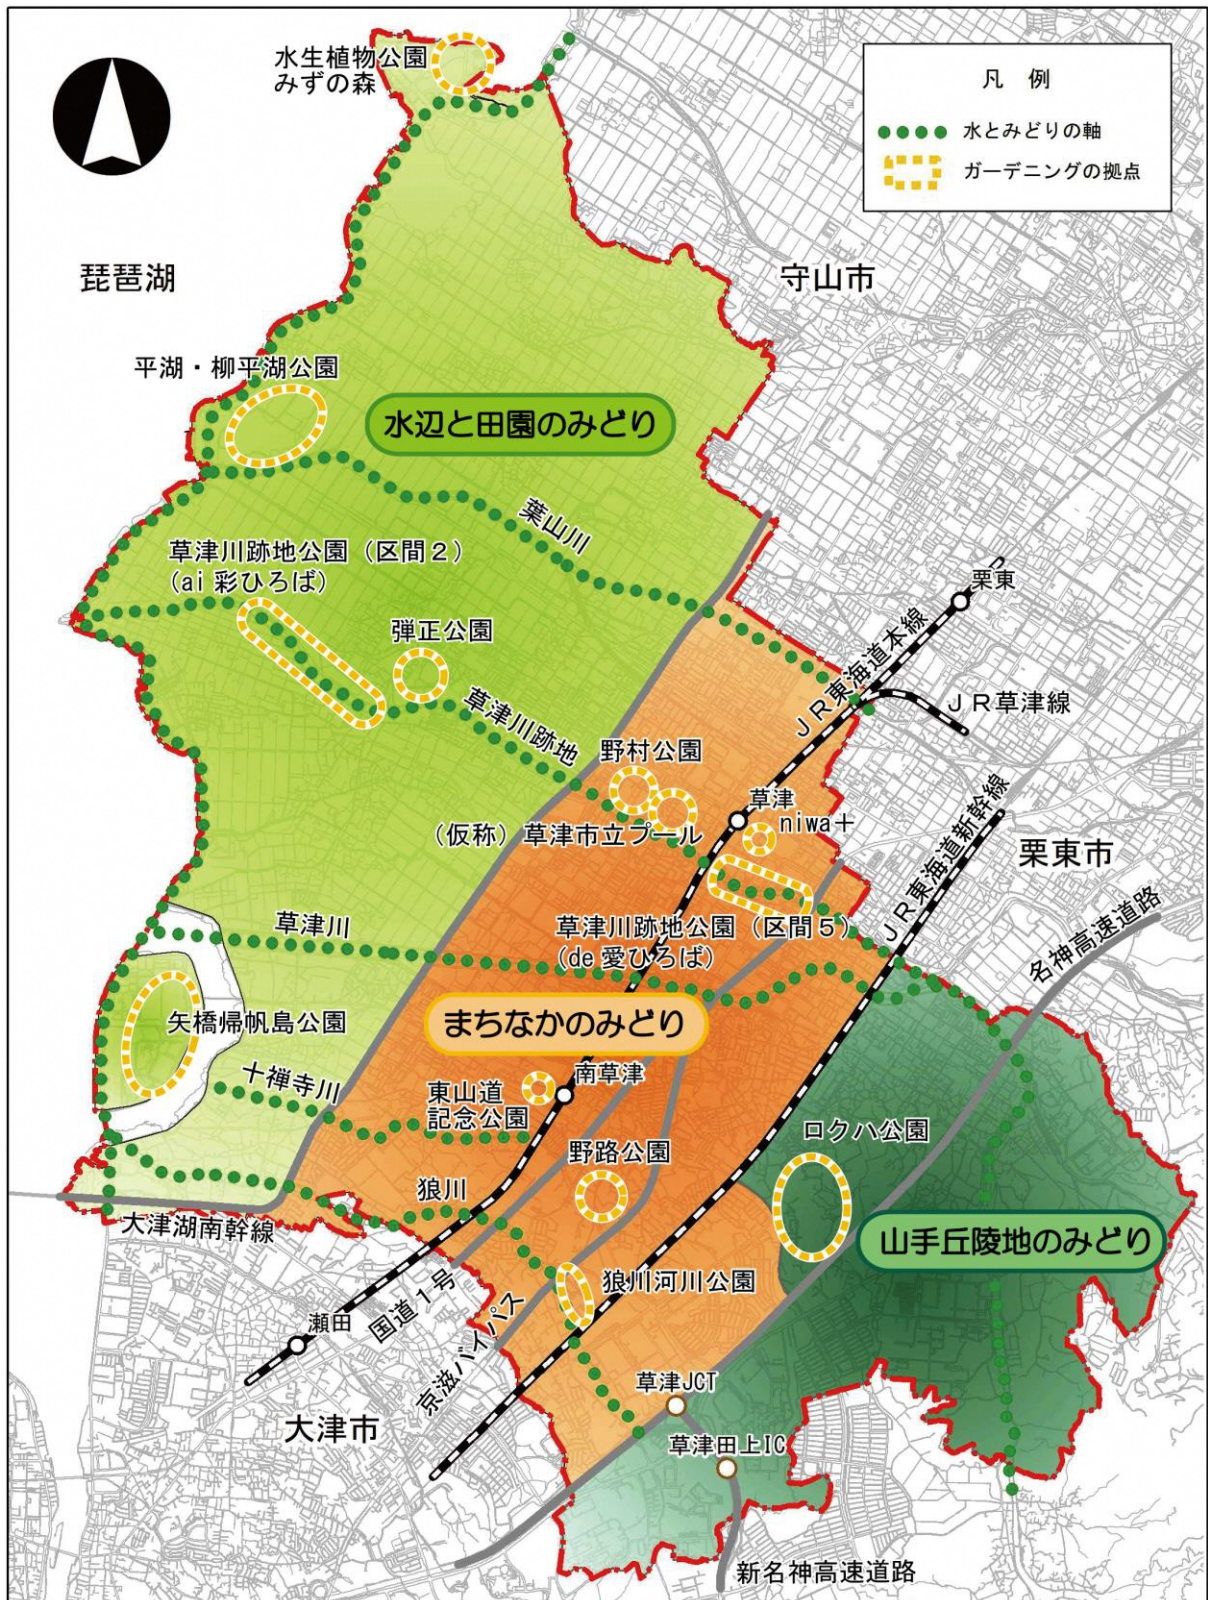 水生植物公園
みずの森
凡 例
水とみどりの軸
ガーデニングの拠点
琵琶湖
守山市
平湖・柳平湖公園
水辺と田園のみどり
葉山川
草津川跡地公園（区間２）
(ai 彩ひろば)
弾正公園
栗東
ＪＲ東海道本線
ＪＲ草津線
草津川跡地
野村公園
草津
niwa＋
（仮称）草津市立プール
ＪＲ東海道新幹線
栗東市
名神高速道路
草津川
草津川跡地公園（区間５）
(de 愛ひろば)
矢橋帰帆島公園
まちなかのみどり
十禅寺川
東山道
記念公園
南草津
野路公園
ロクハ公園
狼川
大津湖南幹線
山手丘陵地のみどり
狼川河川公園
国道１号
京滋バイパス
瀬田
草津JCT
大津市
草津田上IC
新名神高速道路